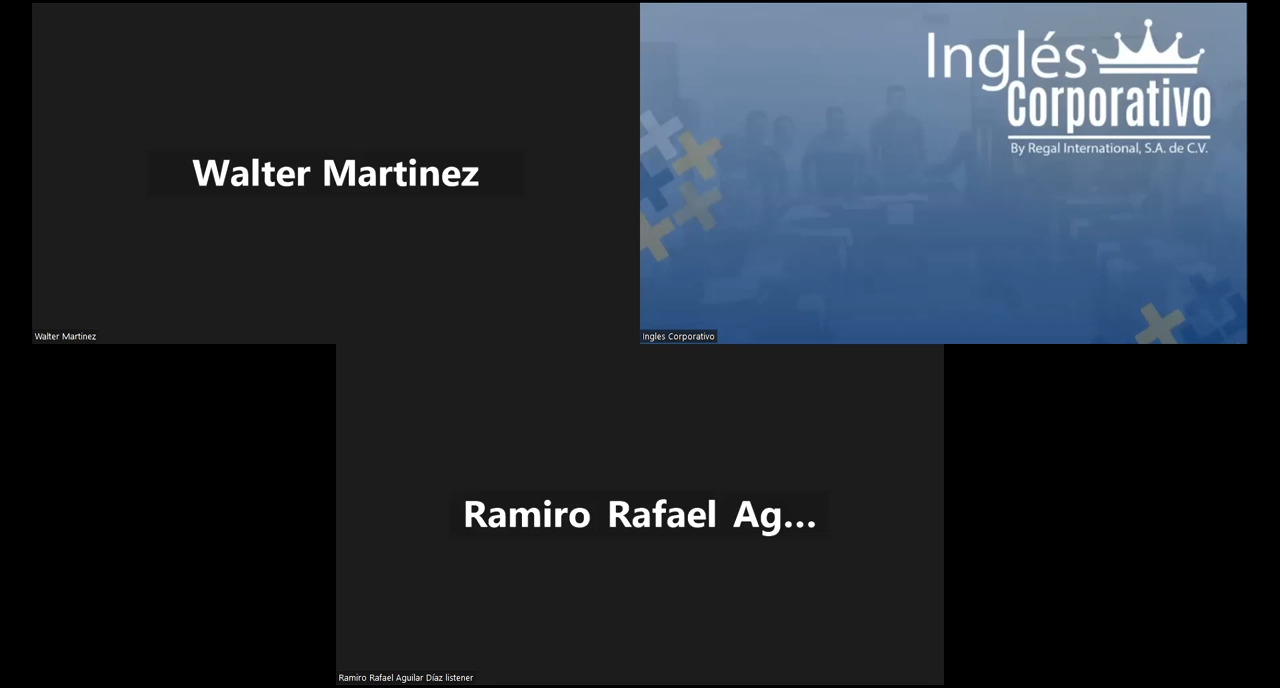 Walter Martinez
Walter Martinez
Inglés
Corporativo
By Regal International, S.A. de C.V.
Ingles Corporativo
Ramiro Rafael Ag...
Ramiro Rafael Aguilar Díaz listener